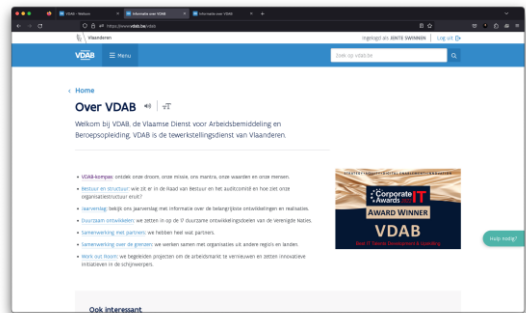 VDAB - Welkom
Informatie over VDAB
Informatie over VDAB
https://www.vdab.be/vdab
Vlaanderen
Ingelogd als JENTE SWINNEN
Log uit
VDAB
Menu
Zoek op vdab.be
Home
Over VDAB
Welkom bij VDAB, de Vlaamse Dienst voor Arbeidsbemiddeling en
Beroepsopleiding. VDAB is de tewerkstellingsdienst van Vlaanderen.
VDAB-kompas: ontdek onze droom, onze missie, ons mantra, onze waarden en onze mensen.
Bestuur en structuur: wie zit er in de Raad van Bestuur en het auditcomité en hoe ziet onze
organisatiestructuur eruit?
Jaarverslag: bekijk ons jaarverslag met informatie over de belangrijkste ontwikkelingen en realisaties.
Duurzaam ontwikkelen: we zetten in op de 17 duurzame ontwikkelingsdoelen van de Verenigde Naties.
Samenwerking met partners: we hebben heel wat partners.
Samenwerking over de grenzen: we werken samen met organisaties uit andere regio's en landen.
Work out Room: we begeleiden projecten om de arbeidsmarkt te vernieuwen en zetten innovatieve
initiatieven in de schijnwerpers.
Corporate
Awards IT
AWARD WINNER
VDAB
Best IT Talent Development & Upskilling
Hulp nodig?
Ook interessant